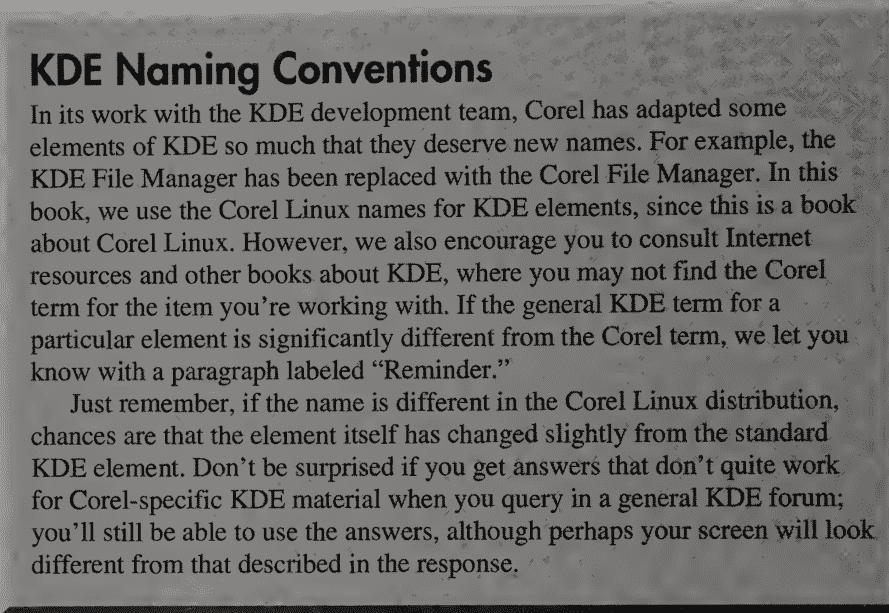 KDE Naming Conventions
In its work with the KDE development team, Corel has adapted some
elements of KDE so much that they deserve new names. For example, the
KDE File Manager has been replaced with the Corel File Manager. In this
book, we use the Corel Linux names for KDE elements, since this is a book
about Corel Linux. However, we also encourage you to consult Internet
resources and other books about KDE, where you may not find the Corel
term for the item you're working with. If the general KDE term for a
particular element is significantly different from the Corel term, we let you
know with a paragraph labeled “Reminder.”
Just remember, if the name is different in the Corel Linux distribution,
chances are that the element itself has changed slightly from the standard
KDE element. Don't be surprised if you get answers that don't quite work
for Corel-specific KDE material when you query in a general KDE forum;
you'll still be able to use the answers, although perhaps your screen will look
different from that described in the response.